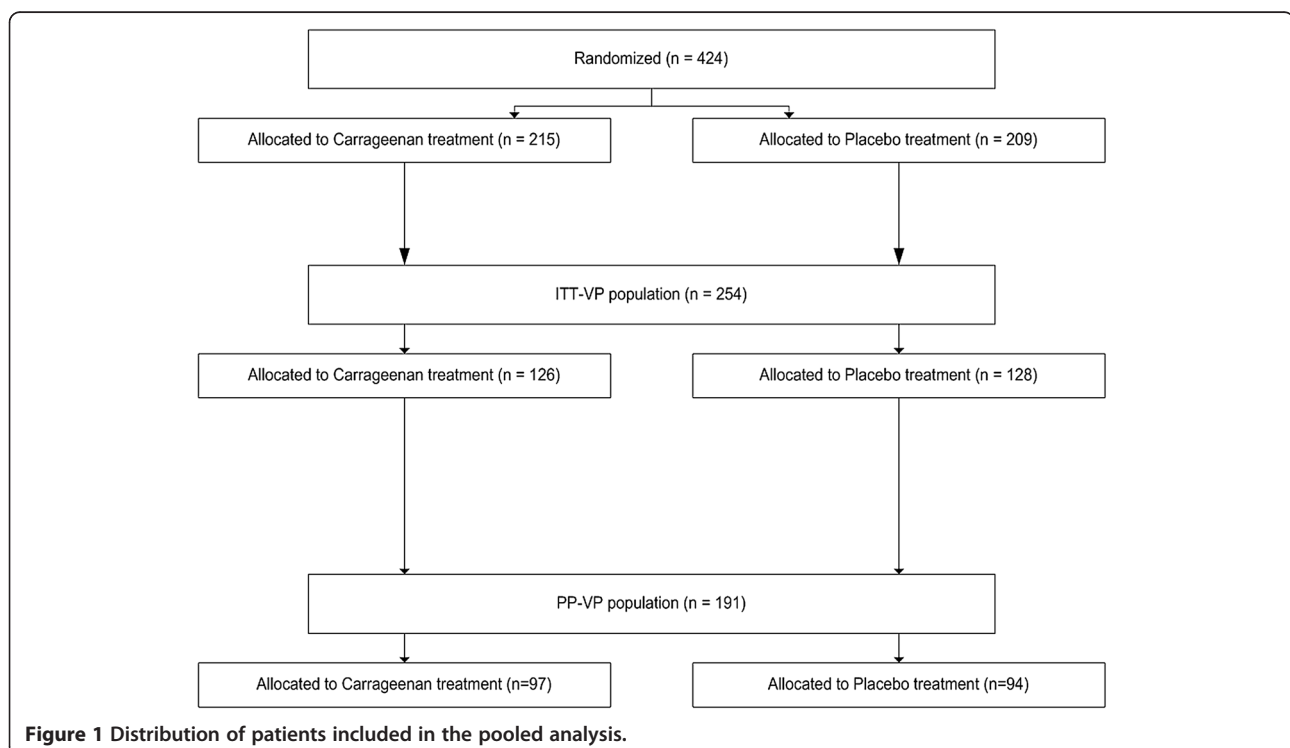 Randomized (n = 424)
Allocated to Carrageenan treatment (n = 215)
Allocated to Placebo treatment (n = 209)
ITT-VP population (n = 254)
Allocated to Carrageenan treatment (n = 126)
Allocated to Placebo treatment (n = 128)
PP-VP population (n = 191)
Allocated to Carrageenan treatment (n=97)
Allocated to Placebo treatment (n=94)
Figure 1 Distribution of patients included in the pooled analysis.